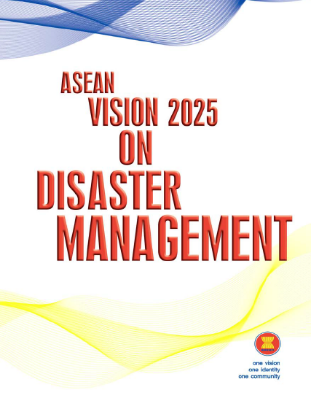 ASEAN
VISION 2025
ON
DISASTER
MANAGEMENT
one vision
one identity
one community